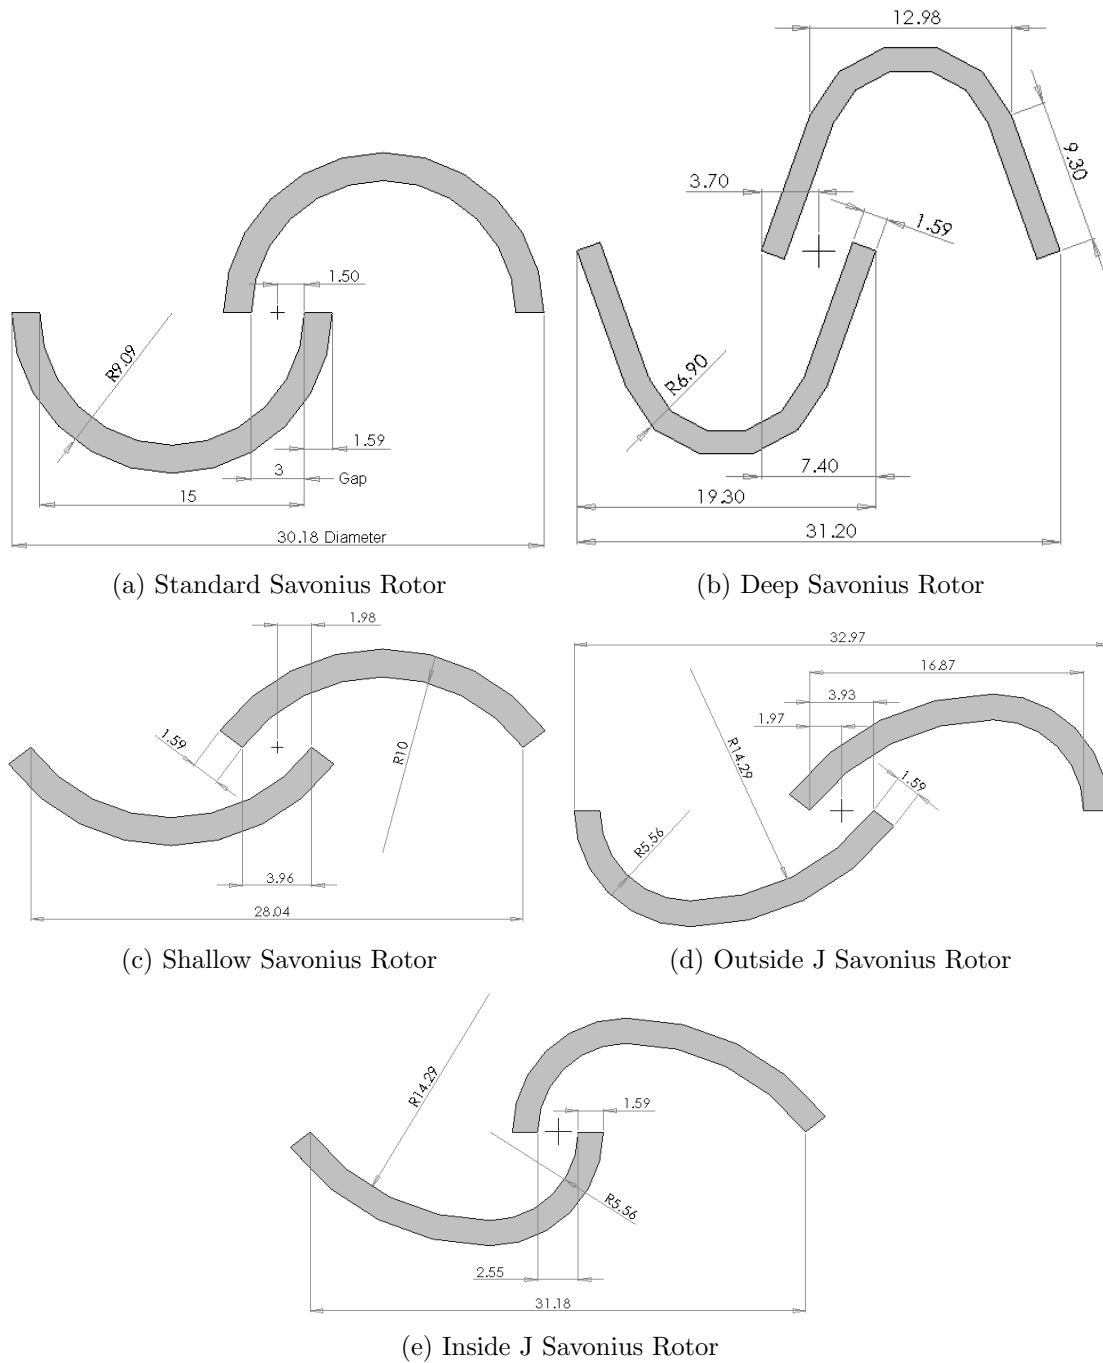 1.50
R9.09
1.59
3 Gap
15
30.18 Diameter
(a) Standard Savonius Rotor
12.98
9.30
3.70
1.59
R6.90
7.40
19.30
31.20
(b) Deep Savonius Rotor
1.98
1.59
R10
3.96
28.04
(c) Shallow Savonius Rotor
32.97
16.87
3.93
1.97
R14.29
1.59
R5.56
(d) Outside J Savonius Rotor
R14.29
1.59
R5.56
2.55
31.18
(e) Inside J Savonius Rotor